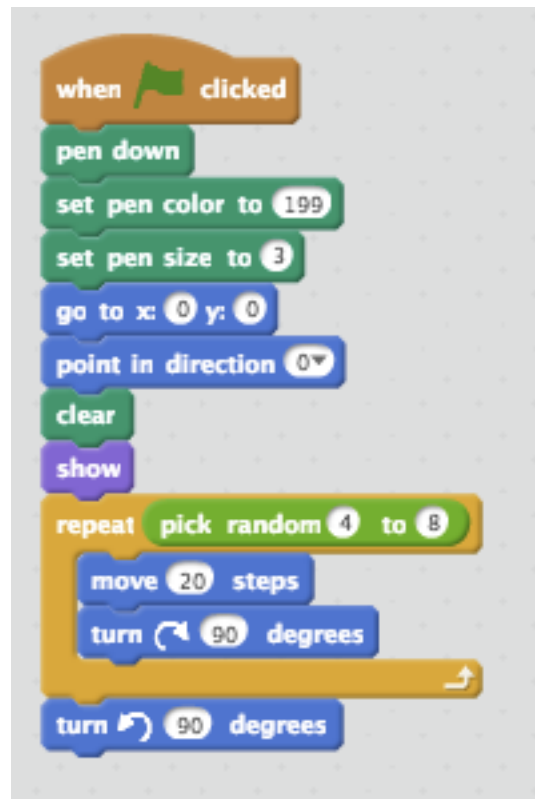 when clicked
pen down
set pen color to 199
set pen size to 3
go to x: 0 y: 0
point in direction 0
clear
show
repeat pick random 4 to 8
move 20 steps
turn 90 degrees
turn 90 degrees